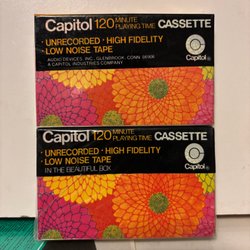 Capitol 120 MINUTE PLAYING TIME CASSETTE
· UNRECORDED · HIGH FIDELITY
· LOW NOISE TAPE
AUDIO DEVICES, INC., GLENBROOK, CONN. 06906
A CAPITOL INDUSTRIES COMPANY
Capitol ®
Capitol 120 MINUTE PLAYING TIME CASSETTE
· UNRECORDED · HIGH FIDELITY
· LOW NOISE TAPE
IN THE BEAUTIFUL BOX
Capitol ®